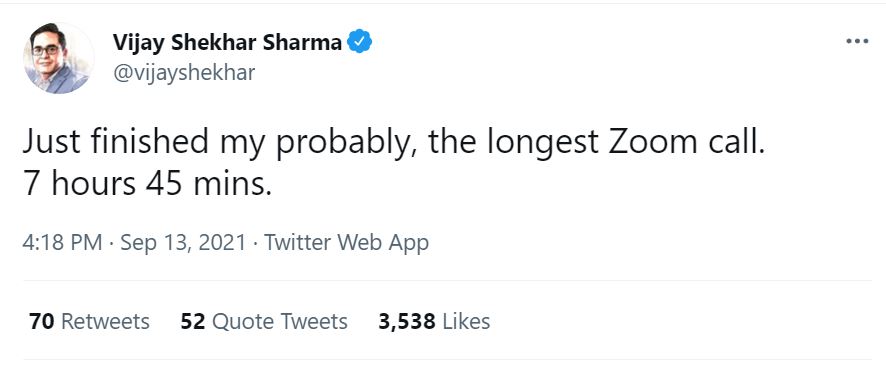 Vijay Shekhar Sharma
@vijayshekhar
Just finished my probably, the longest Zoom call.
7 hours 45 mins.
4:18 PM · Sep 13, 2021 · Twitter Web App
70 Retweets 52 Quote Tweets 3,538 Likes